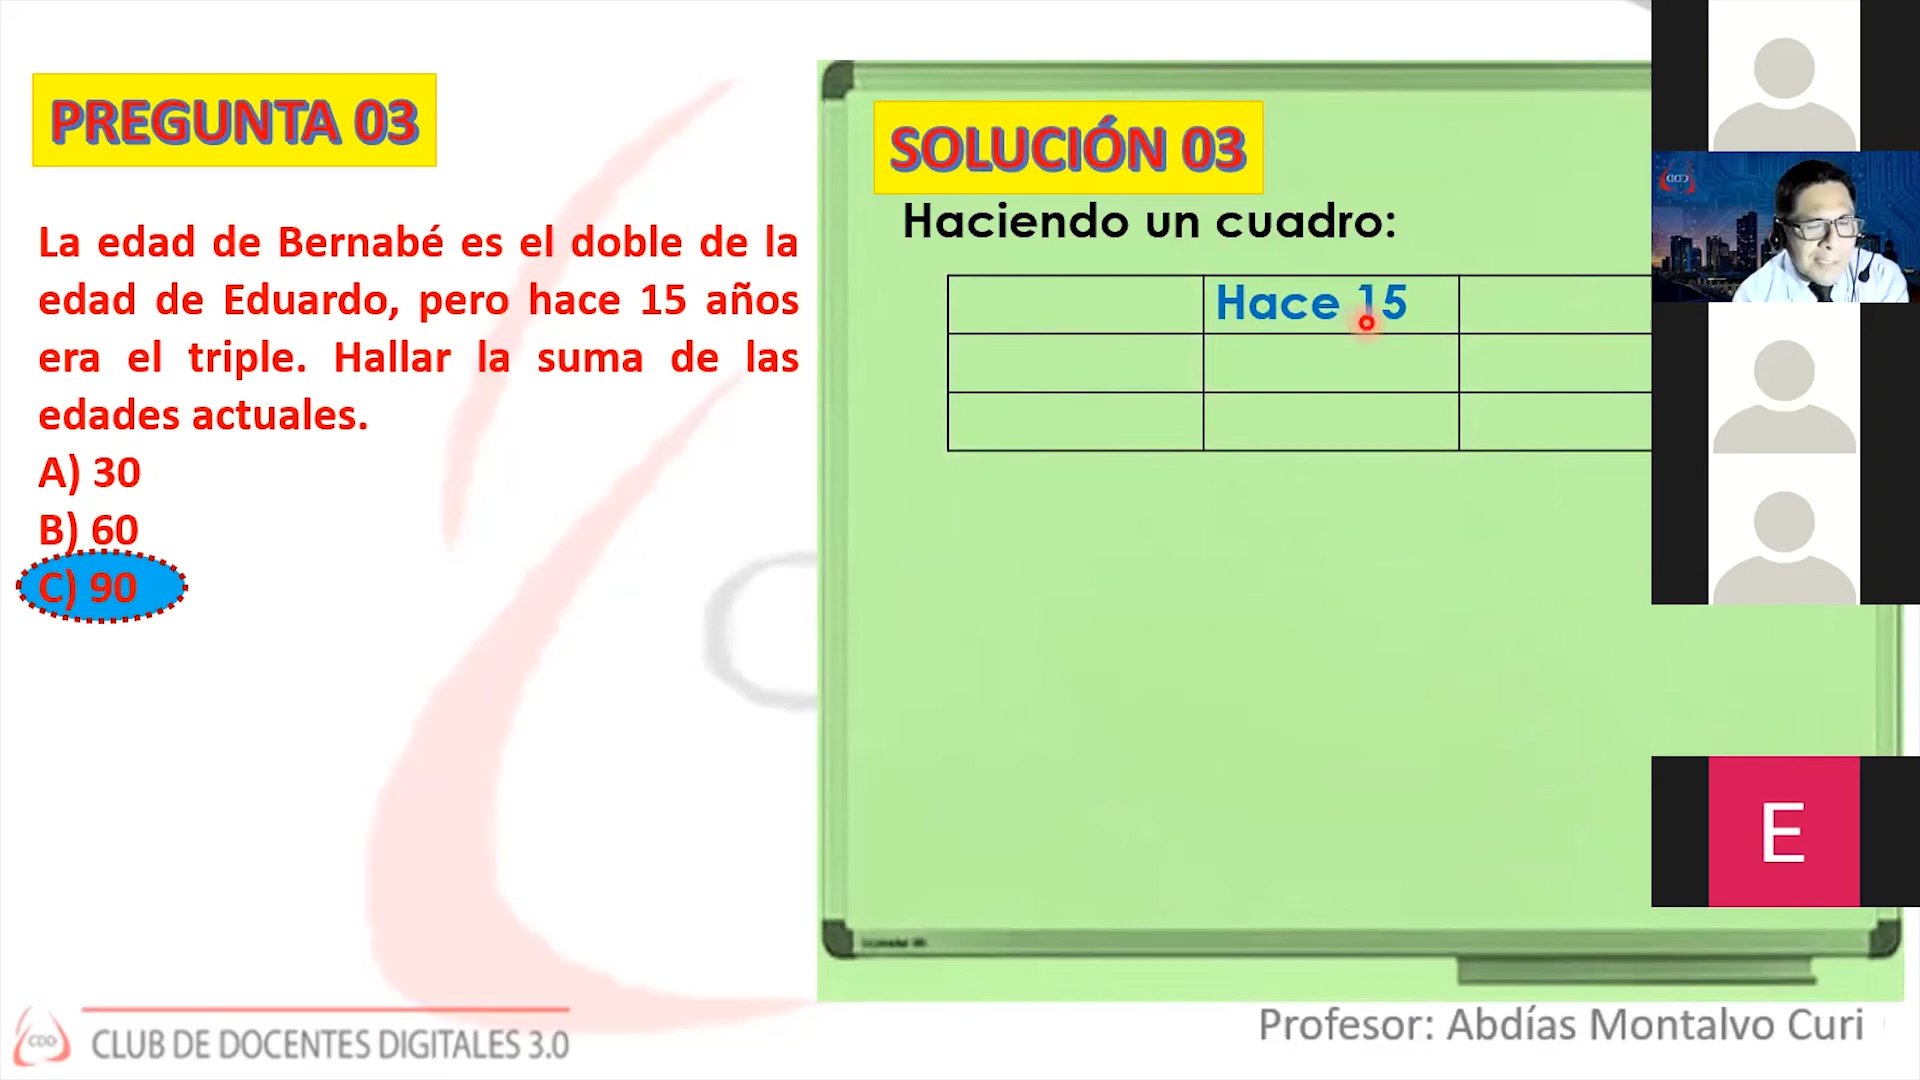 PREGUNTA 03
La edad de Bernabé es el doble de la
edad de Eduardo, pero hace 15 años
era el triple. Hallar la suma de las
edades actuales.
A) 30
B) 60
C) 90
SOLUCIÓN 03
Haciendo un cuadro:
Hace 15
CDD
E
CDD
CLUB DE DOCENTES DIGITALES 3.0
Profesor: Abdías Montalvo Curi